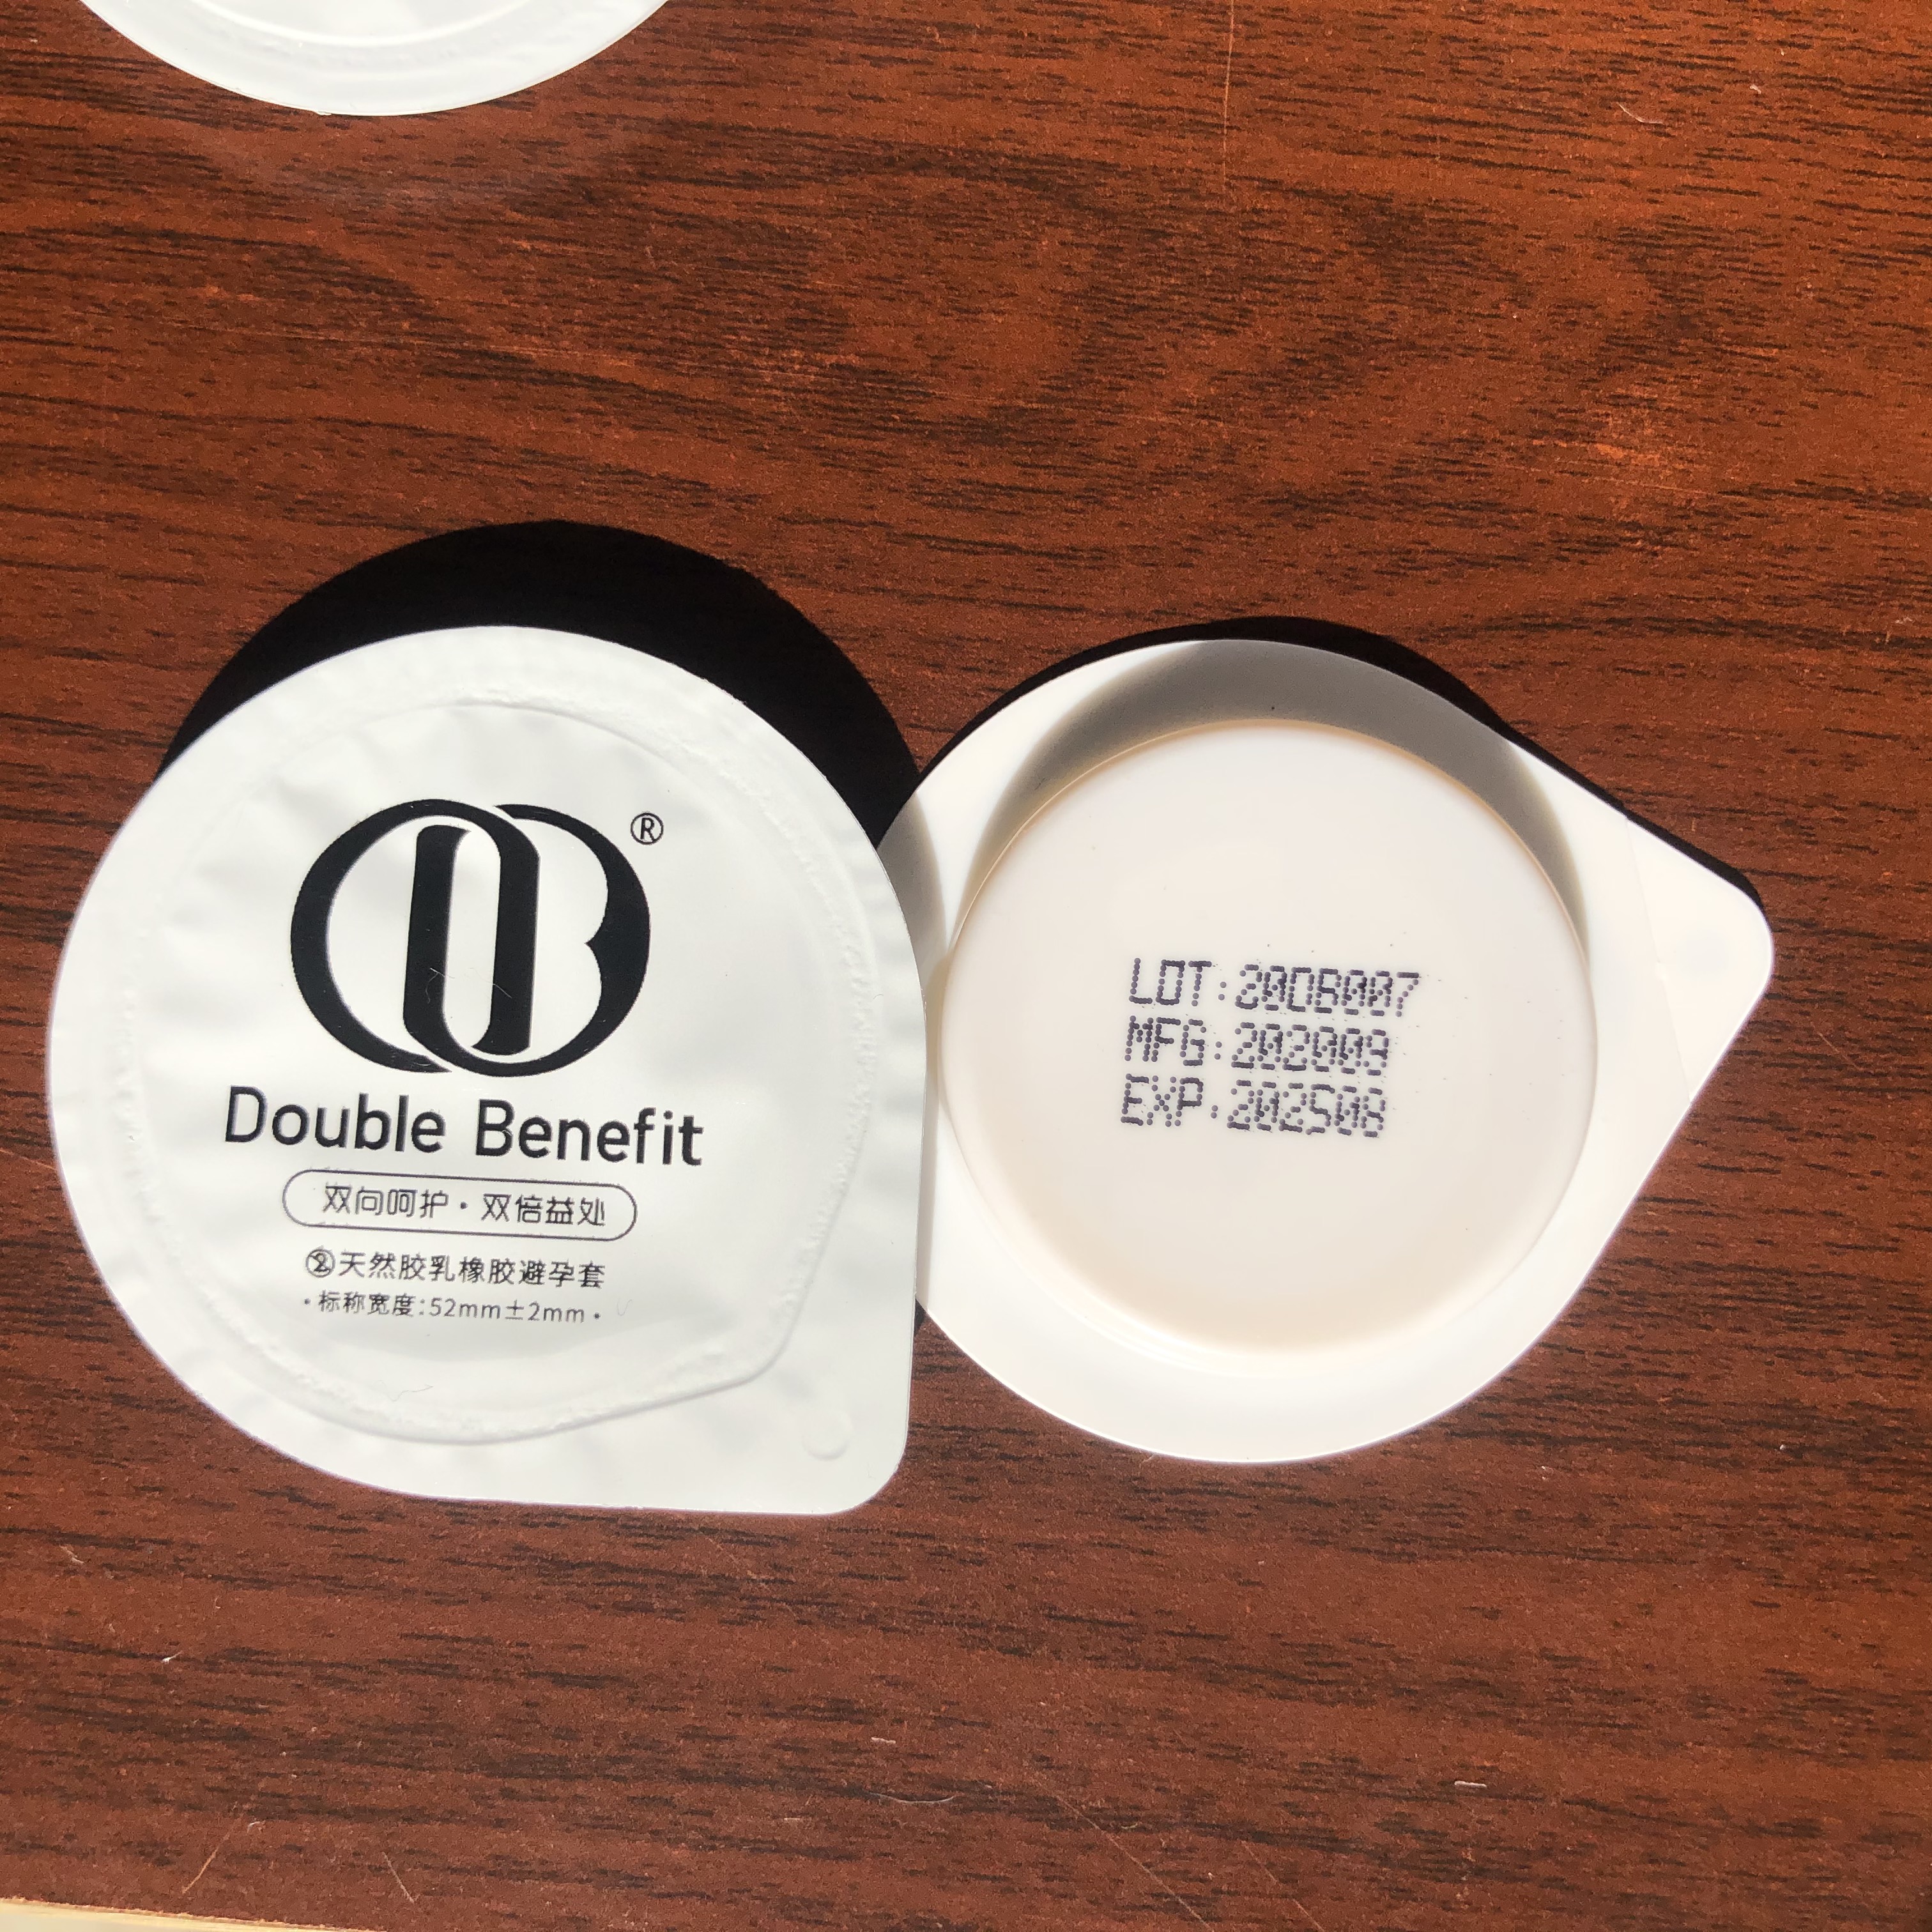 ®
Double Benefit
双向呵护·双倍益处
②天然胶乳橡胶避孕套
·标称宽度:52mm±2mm·
LOT:20DB007
MFG:202009
EXP:202508